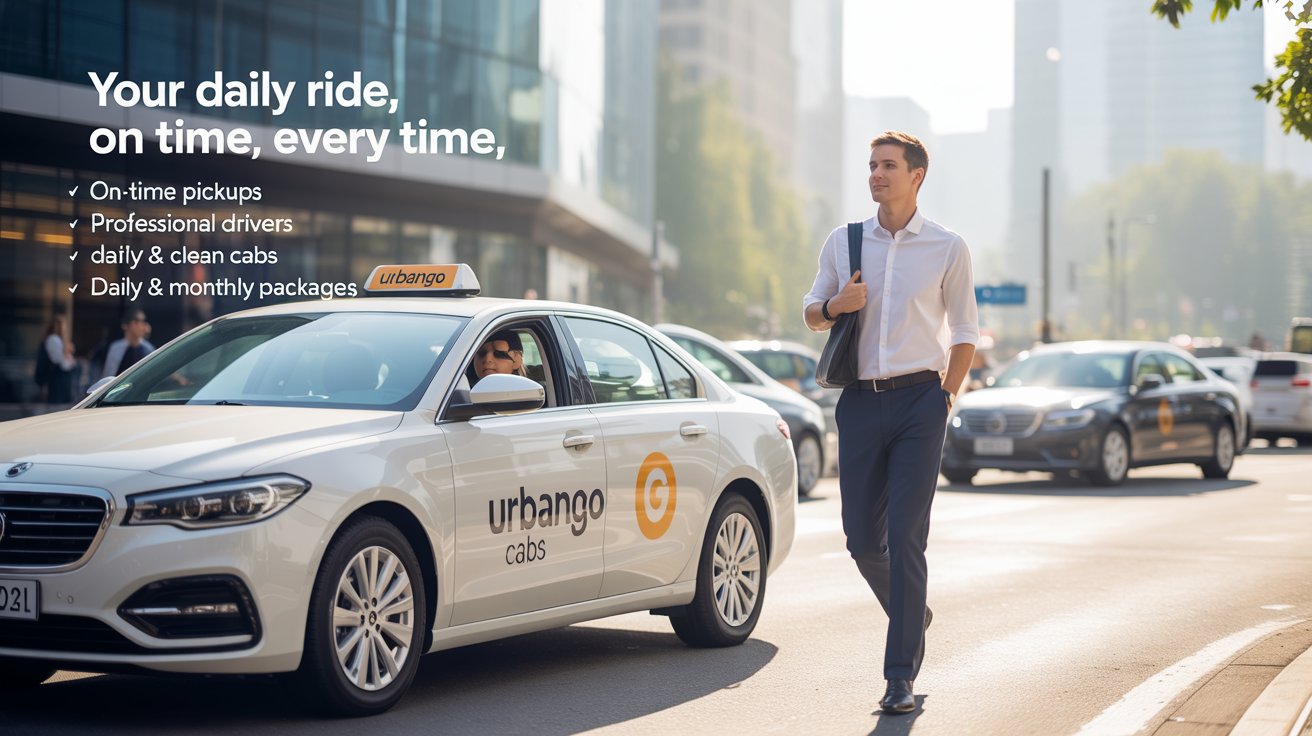 Your daily ride,
on time, every time,
✓ On-time pickups
✓ Professional drivers
✓ daily & clean cabs
✓ Daily & monthly packages
urbango
urbango
cabs
G